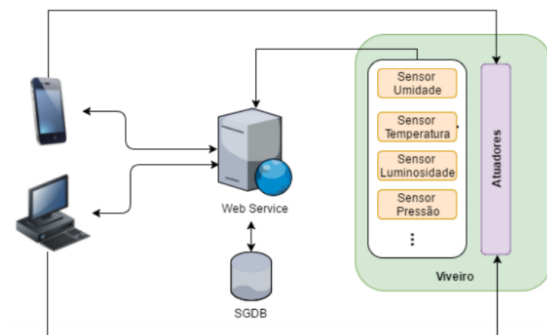 Sensor
Umidade
Sensor
Temperatura
Sensor
Luminosidade
Sensor
Pressão
Atuadores
Viveiro
Web Service
SGDB